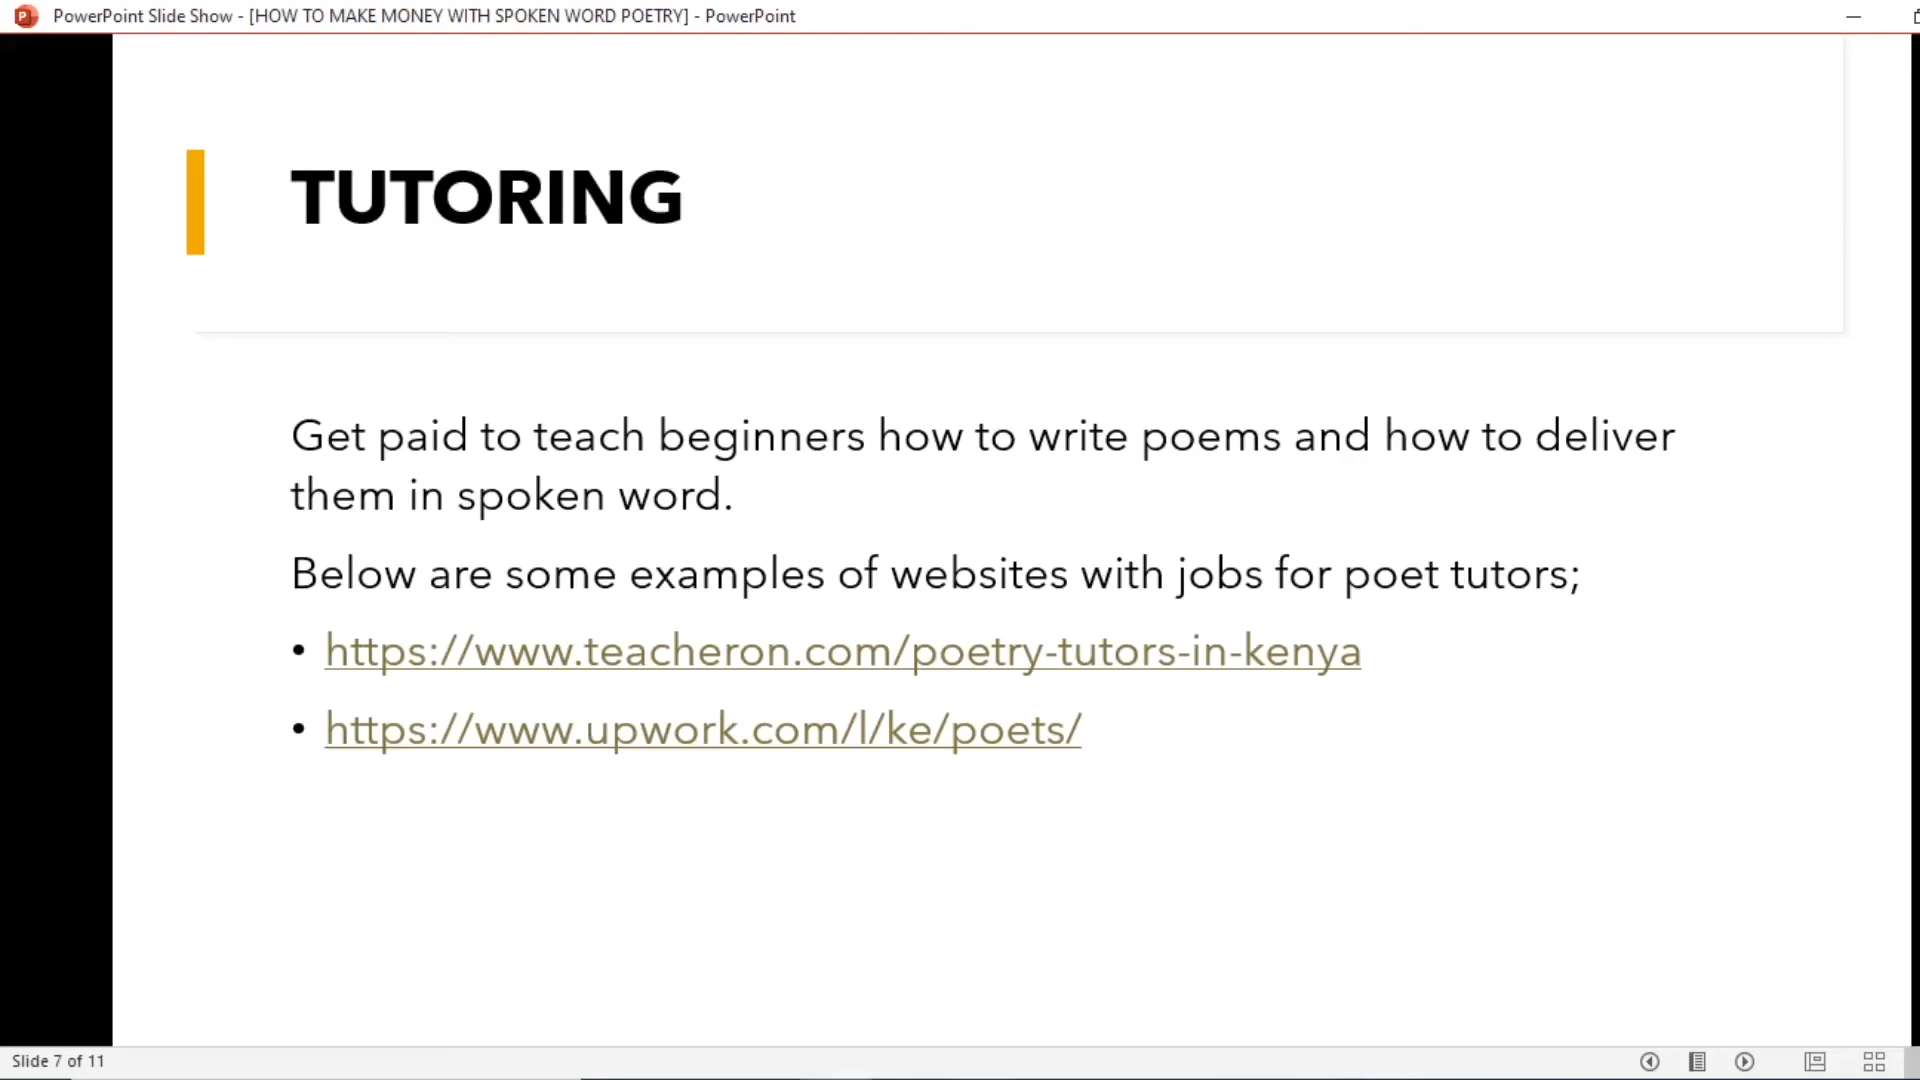 PowerPoint Slide Show - [HOW TO MAKE MONEY WITH SPOKEN WORD POETRY] - PowerPoint
TUTORING
Get paid to teach beginners how to write poems and how to deliver
them in spoken word.
Below are some examples of websites with jobs for poet tutors;
• https://www.teacheron.com/poetry-tutors-in-kenya
• https://www.upwork.com/l/ke/poets/
Slide 7 of 11